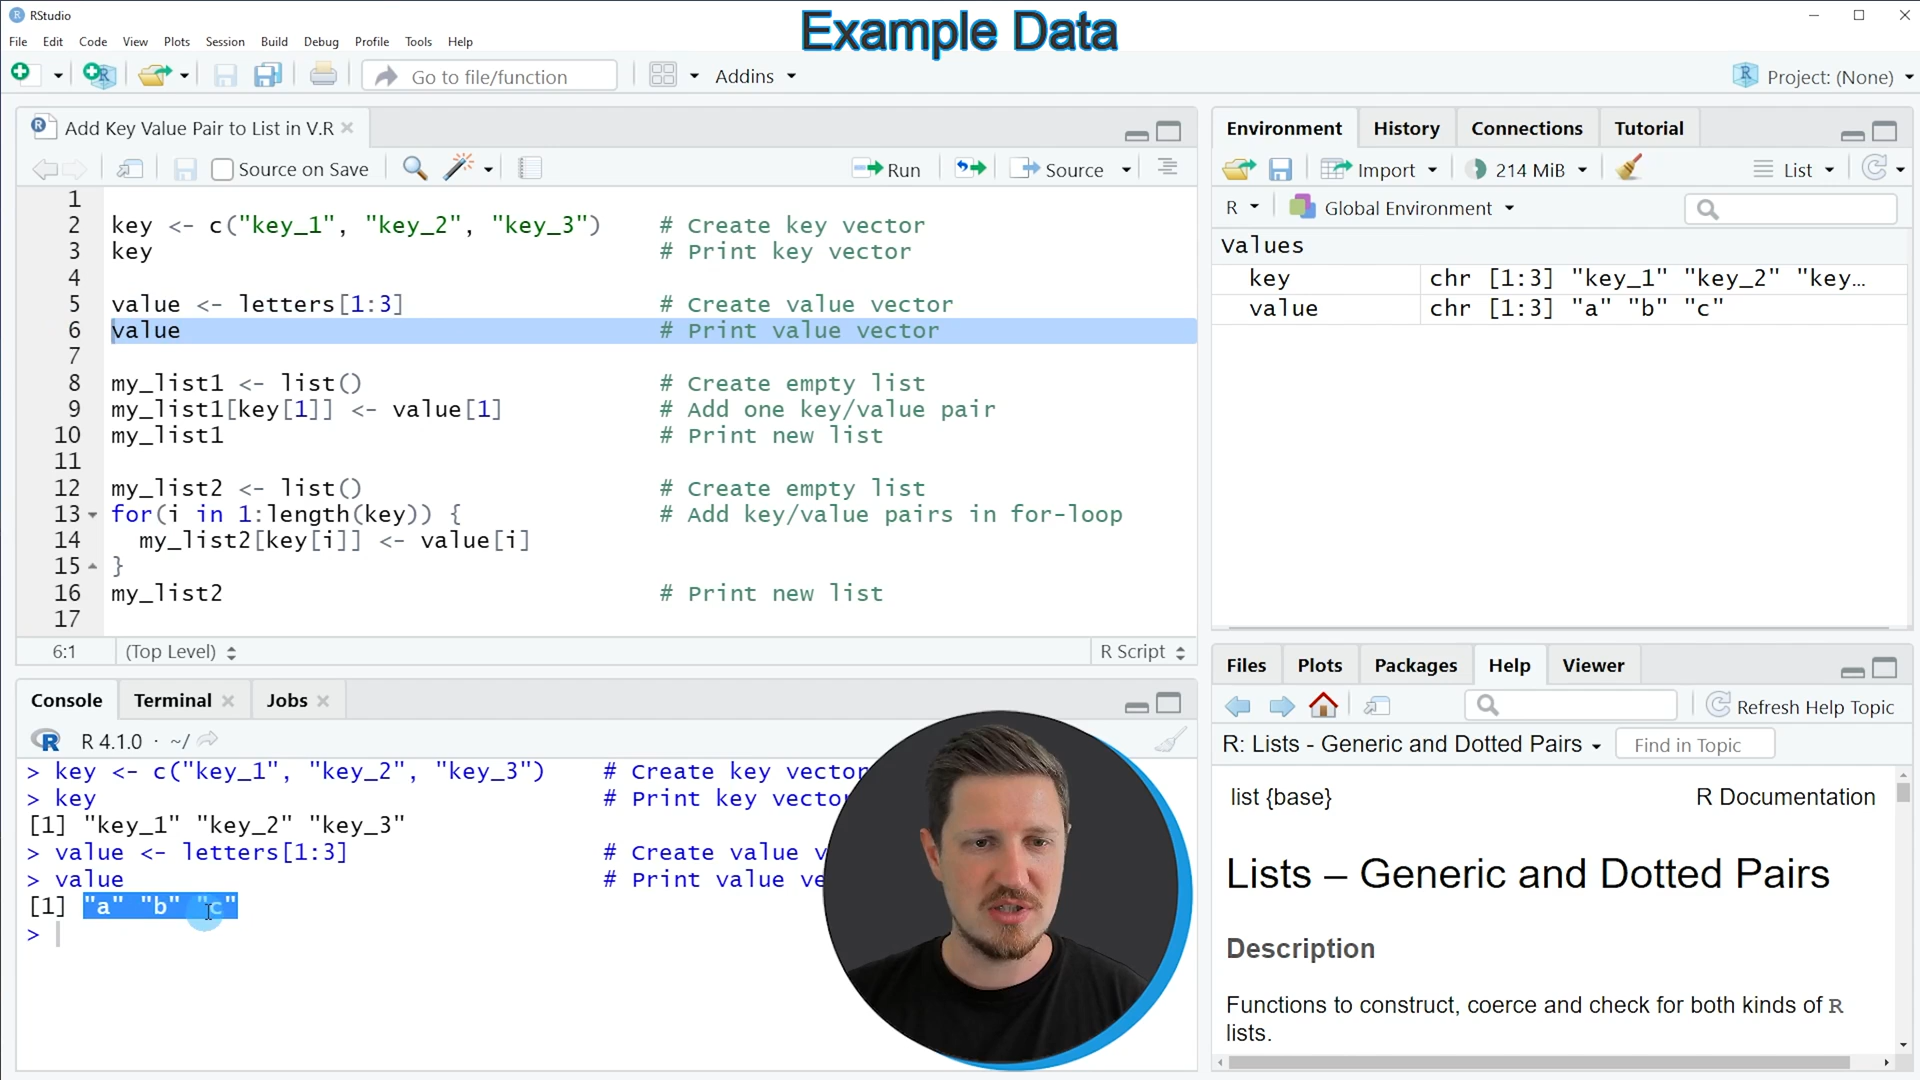 RStudio
Example Data
File Edit Code View Plots Session Build Debug Profile Tools Help
Go to file/function Addins Project: (None)
Add Key Value Pair to List in V.R
Source on Save Run Source
1
2 key <- c("key_1", "key_2", "key_3") # Create key vector
3 key # Print key vector
4
5 value <- letters[1:3] # Create value vector
6 value # Print value vector
7
8 my_list1 <- list() # Create empty list
9 my_list1[key[1]] <- value[1] # Add one key/value pair
10 my_list1 # Print new list
11
12 my_list2 <- list() # Create empty list
13 for(i in 1:length(key)) { # Add key/value pairs in for-loop
14 my_list2[key[i]] <- value[i]
15 }
16 my_list2 # Print new list
17
6:1 (Top Level) R Script
Console Terminal Jobs
R 4.1.0 · ~/
> key <- c("key_1", "key_2", "key_3") # Create key vector
> key # Print key vector
[1] "key_1" "key_2" "key_3"
> value <- letters[1:3] # Create value v
> value # Print value ve
[1] "a" "b" "c"
>
Environment History Connections Tutorial
Import 214 MiB List
R Global Environment
Values
key chr [1:3] "key_1" "key_2" "key…
value chr [1:3] "a" "b" "c"
Files Plots Packages Help Viewer
Refresh Help Topic
R: Lists - Generic and Dotted Pairs Find in Topic
list {base} R Documentation
Lists – Generic and Dotted Pairs
Description
Functions to construct, coerce and check for both kinds of R
lists.